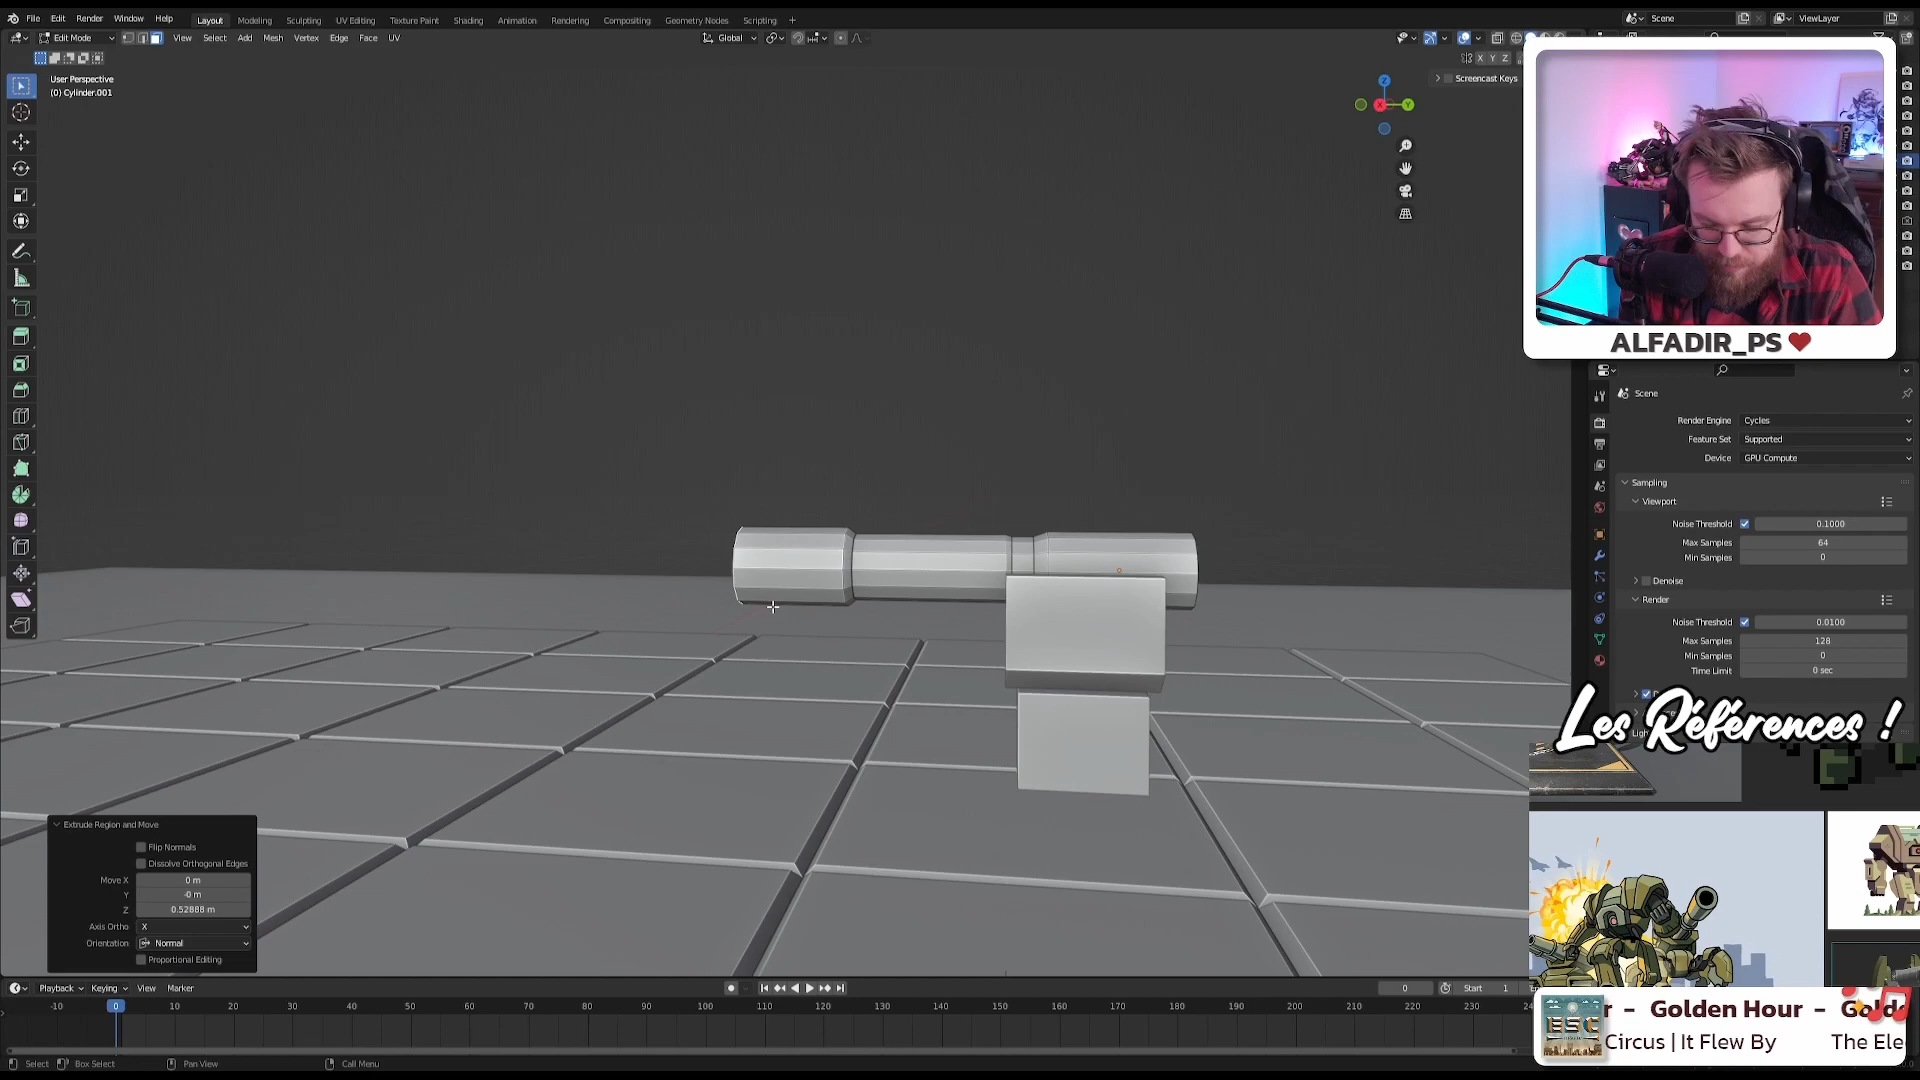 File Edit Render Window Help Layout Modeling Sculpting UV Editing Texture Paint Shading Animation Rendering Compositing Geometry Nodes Scripting + Scene ViewLayer
Edit Mode View Select Add Mesh Vertex Edge Face UV Global
X Y Z
User Perspective
(0) Cylinder.001
Screencast Keys
Z
X Y
ALFADIR_PS
Scene
Render Engine Cycles
Feature Set Supported
Device GPU Compute
Sampling
Viewport
Noise Threshold 0.1000
Max Samples 64
Min Samples 0
Denoise
Render
Noise Threshold 0.0100
Max Samples 128
Min Samples 0
Time Limit 0 sec
Les Références !
Extrude Region and Move
Flip Normals
Dissolve Orthogonal Edges
Move X 0 m
Y -0 m
Z 0.52888 m
Axis Ortho X
Orientation Normal
Proportional Editing
Playback Keying View Marker 0 Start 1
-10 0 10 20 30 40 50 60 70 80 90 100 110 120 130 140 150 160 170 180 190 200 210 220 230
r - Golden Hour - Golde
Circus | It Flew By The Ele
Select Box Select Pan View Call Menu